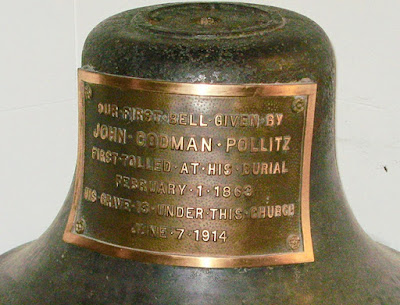 OUR·FIRST·BELL GIVEN BY
JOHN·GODMAN·POLLITZ
FIRST·TOLLED·AT·HIS·BURIAL
FEBRUARY·1·1863
HIS·GRAVE·IS·UNDER·THIS·CHURCH
JUNE·7·1914